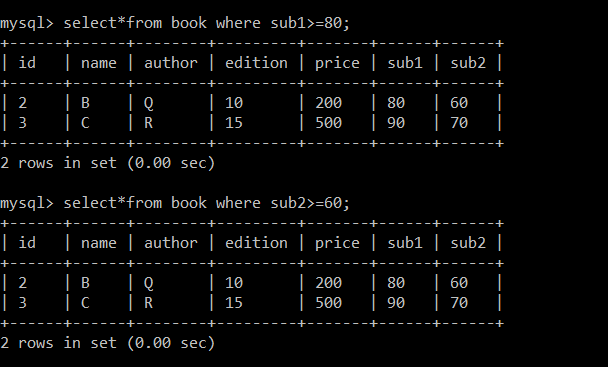 mysql> select*from book where sub1>=80;
+------+------+--------+---------+-------+------+------+
| id   | name | author | edition | price | sub1 | sub2 |
+------+------+--------+---------+-------+------+------+
| 2    | B    | Q      | 10      | 200   | 80   | 60   |
| 3    | C    | R      | 15      | 500   | 90   | 70   |
+------+------+--------+---------+-------+------+------+
2 rows in set (0.00 sec)
mysql> select*from book where sub2>=60;
+------+------+--------+---------+-------+------+------+
| id   | name | author | edition | price | sub1 | sub2 |
+------+------+--------+---------+-------+------+------+
| 2    | B    | Q      | 10      | 200   | 80   | 60   |
| 3    | C    | R      | 15      | 500   | 90   | 70   |
+------+------+--------+---------+-------+------+------+
2 rows in set (0.00 sec)